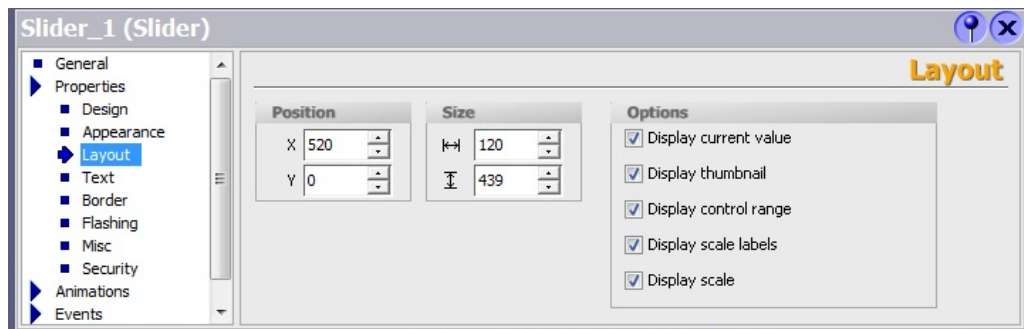 Slider_1 (Slider)
General
Properties
Design
Appearance
Layout
Text
Border
Flashing
Misc
Security
Animations
Events
Layout
Position
X 520
Y 0
Size
120
439
Options
Display current value
Display thumbnail
Display control range
Display scale labels
Display scale